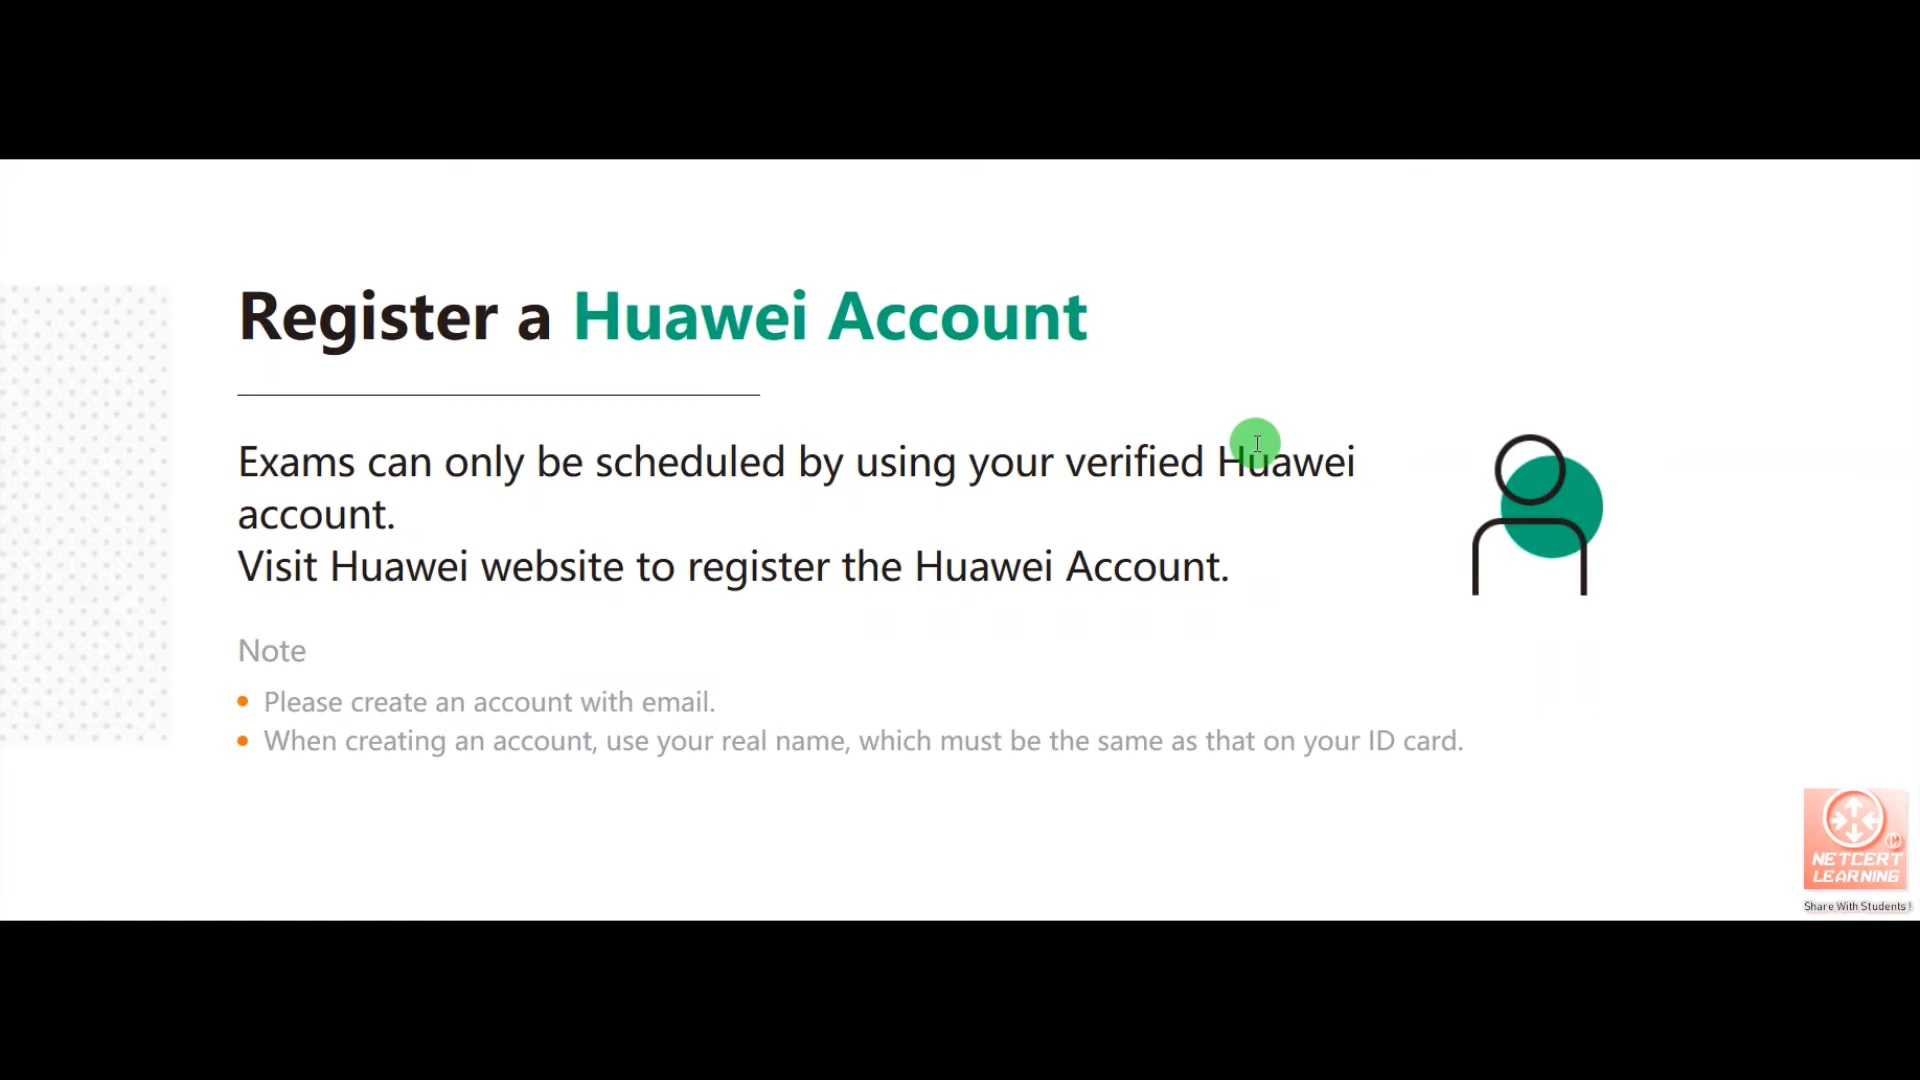 Register a Huawei Account
Exams can only be scheduled by using your verified Huawei
account.
Visit Huawei website to register the Huawei Account.
Note
Please create an account with email.
When creating an account, use your real name, which must be the same as that on your ID card.
©
NETCERT
LEARNING
Share With Students !